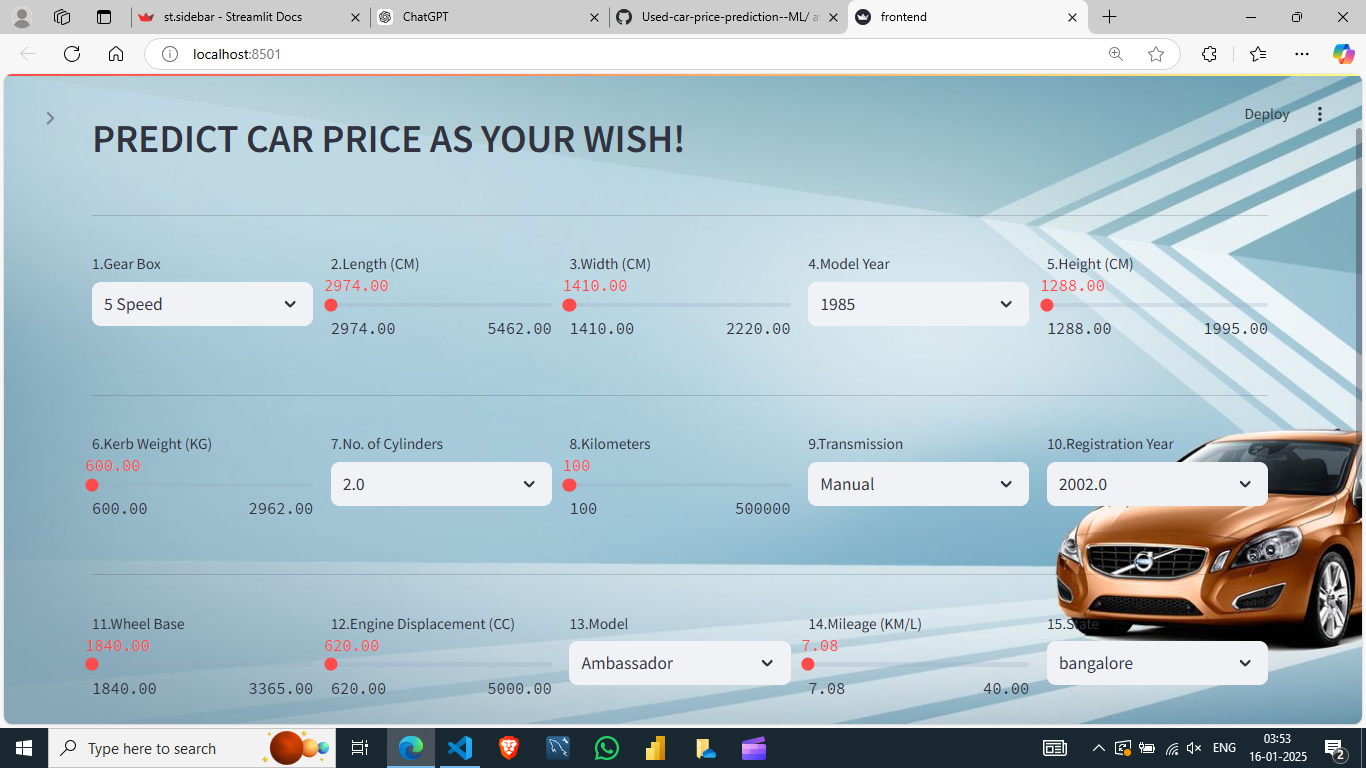 st.sidebar - Streamlit Docs
ChatGPT
Used-car-price-prediction--ML/ a
frontend
localhost:8501
Deploy
PREDICT CAR PRICE AS YOUR WISH!
1.Gear Box
5 Speed
2.Length (CM)
2974.00
2974.00 5462.00
3.Width (CM)
1410.00
1410.00 2220.00
4.Model Year
1985
5.Height (CM)
1288.00
1288.00 1995.00
6.Kerb Weight (KG)
600.00
600.00 2962.00
7.No. of Cylinders
2.0
8.Kilometers
100
100 500000
9.Transmission
Manual
10.Registration Year
2002.0
11.Wheel Base
1840.00
1840.00 3365.00
12.Engine Displacement (CC)
620.00
620.00 5000.00
13.Model
Ambassador
14.Mileage (KM/L)
7.08
7.08 40.00
15.State
bangalore
Type here to search
ENG
03:53
16-01-2025
2